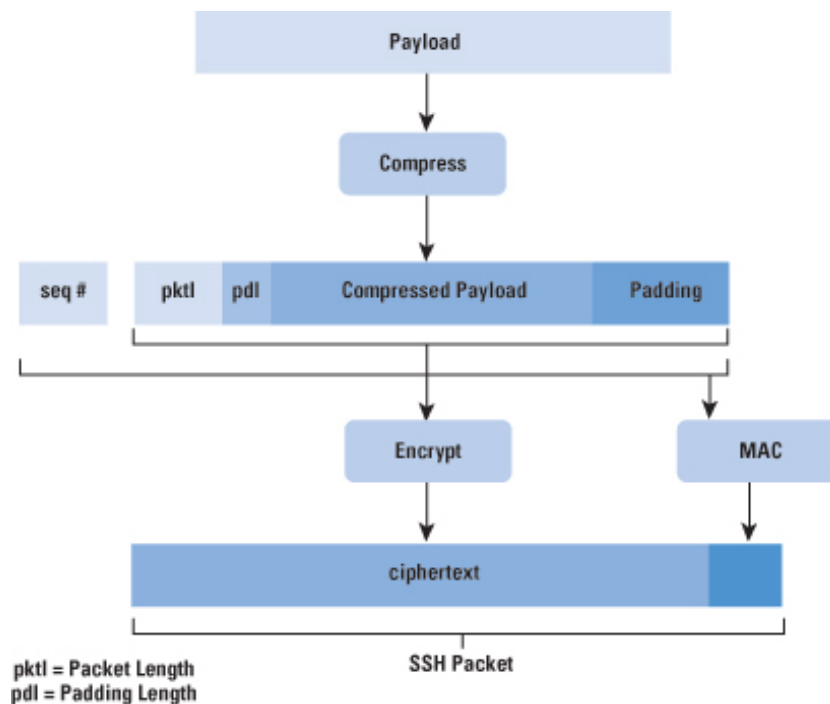 Payload
Compress
seq #
pktl
pdl
Compressed Payload
Padding
Encrypt
MAC
ciphertext
SSH Packet
pktl = Packet Length
pdl = Padding Length